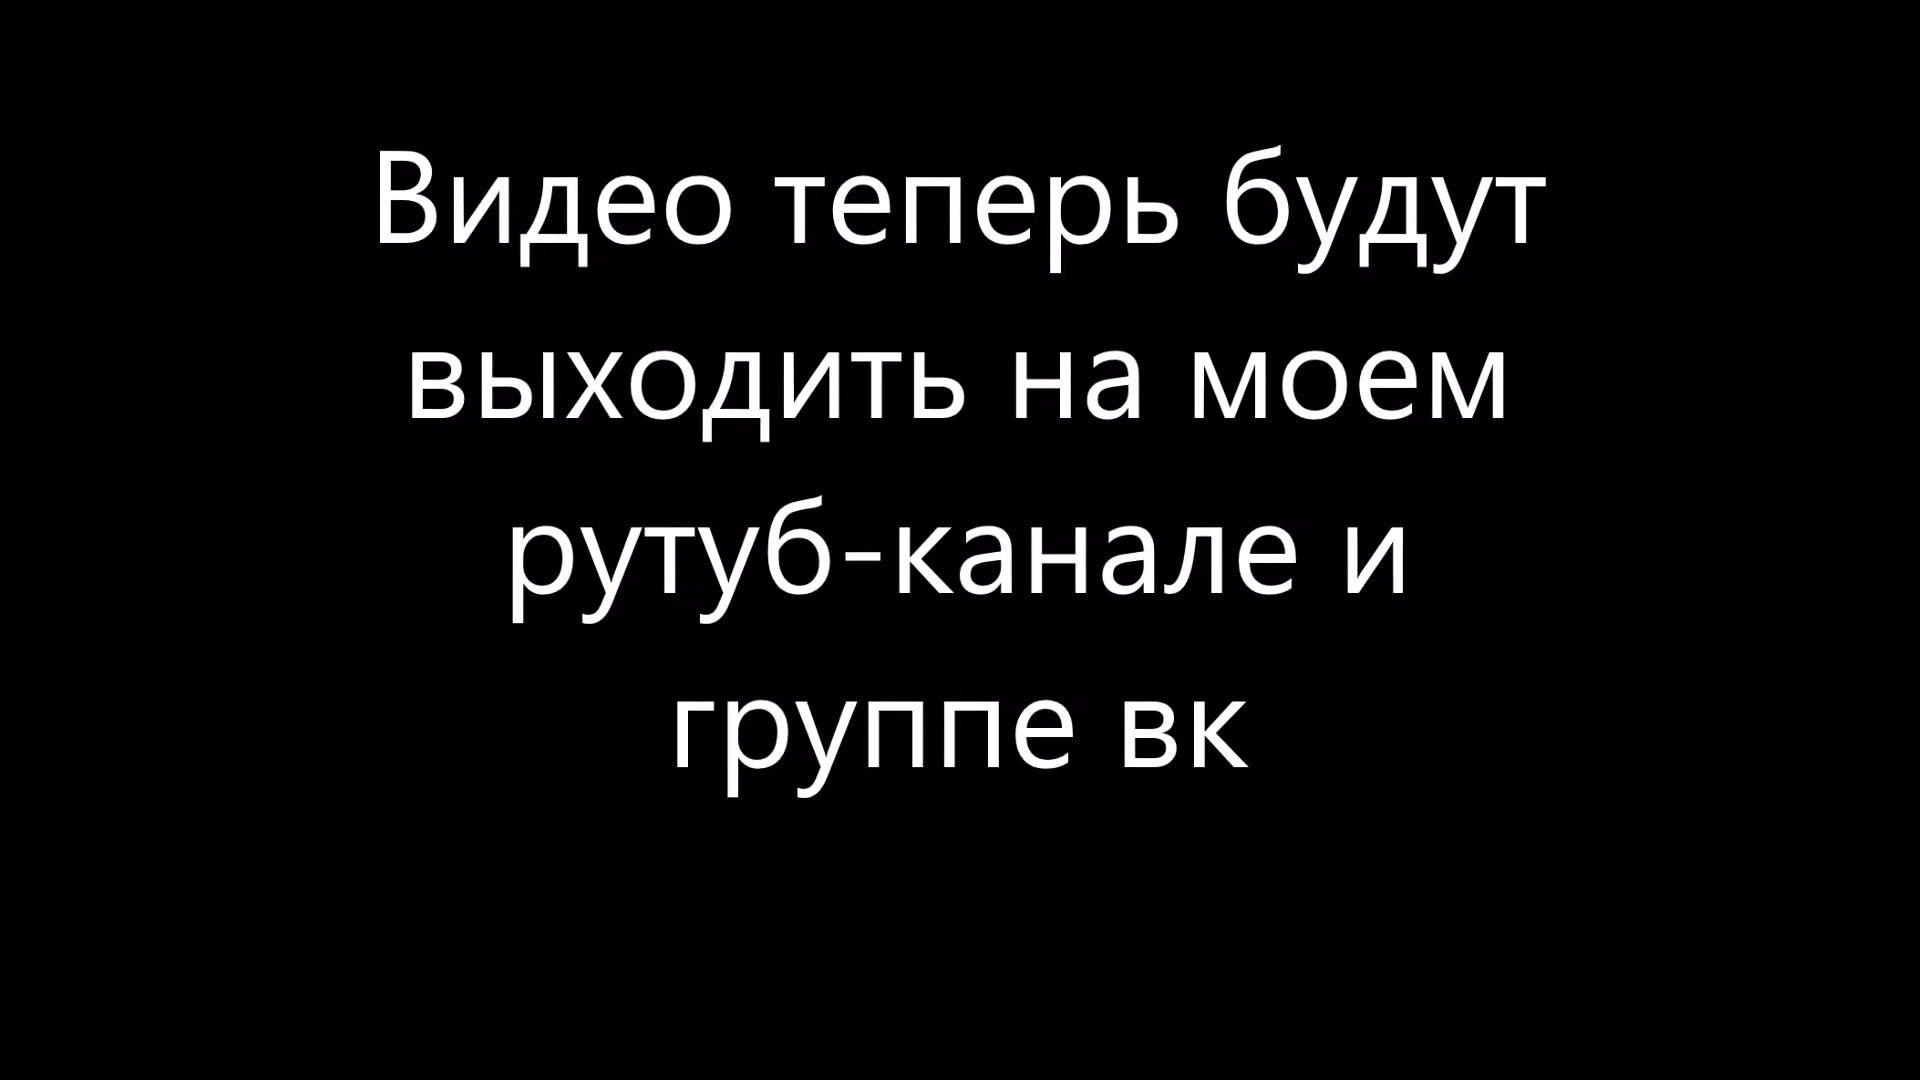 Видео теперь будут
выходить на моем
рутуб-канале и
группе вк